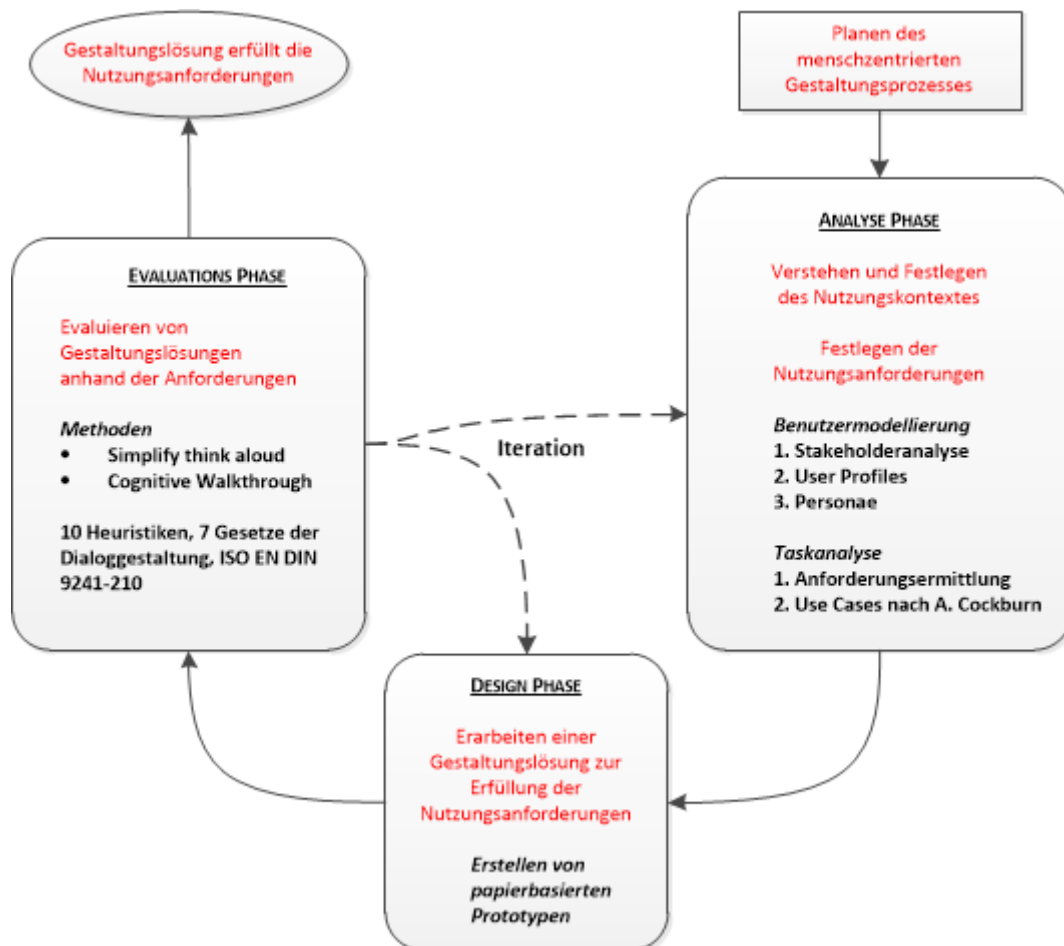 Gestaltungslösung erfüllt die
Nutzungsanforderungen
Planen des
menschzentrierten
Gestaltungsprozesses
ANALYSE PHASE
Verstehen und Festlegen
des Nutzungskontextes
Festlegen der
Nutzungsanforderungen
Benutzermodellierung
1. Stakeholderanalyse
2. User Profiles
3. Personae
Taskanalyse
1. Anforderungsermittlung
2. Use Cases nach A. Cockburn
EVALUATIONS PHASE
Evaluieren von
Gestaltungslösungen
anhand der Anforderungen
Methoden
• Simplify think aloud
• Cognitive Walkthrough
10 Heuristiken, 7 Gesetze der
Dialoggestaltung, ISO EN DIN
9241-210
Iteration
DESIGN PHASE
Erarbeiten einer
Gestaltungslösung zur
Erfüllung der
Nutzungsanforderungen
Erstellen von
papierbasierten
Prototypen